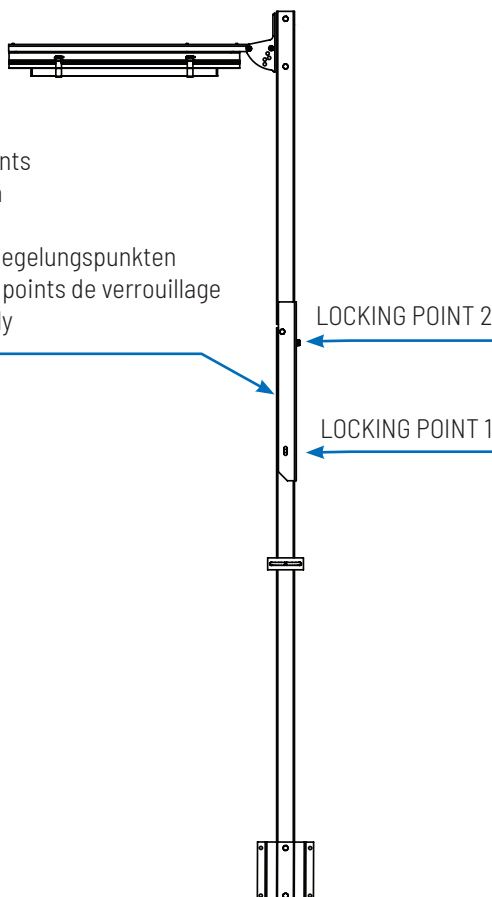 nts
egelungspunkten
points de verrouillage
ly
LOCKING POINT 2
LOCKING POINT 1